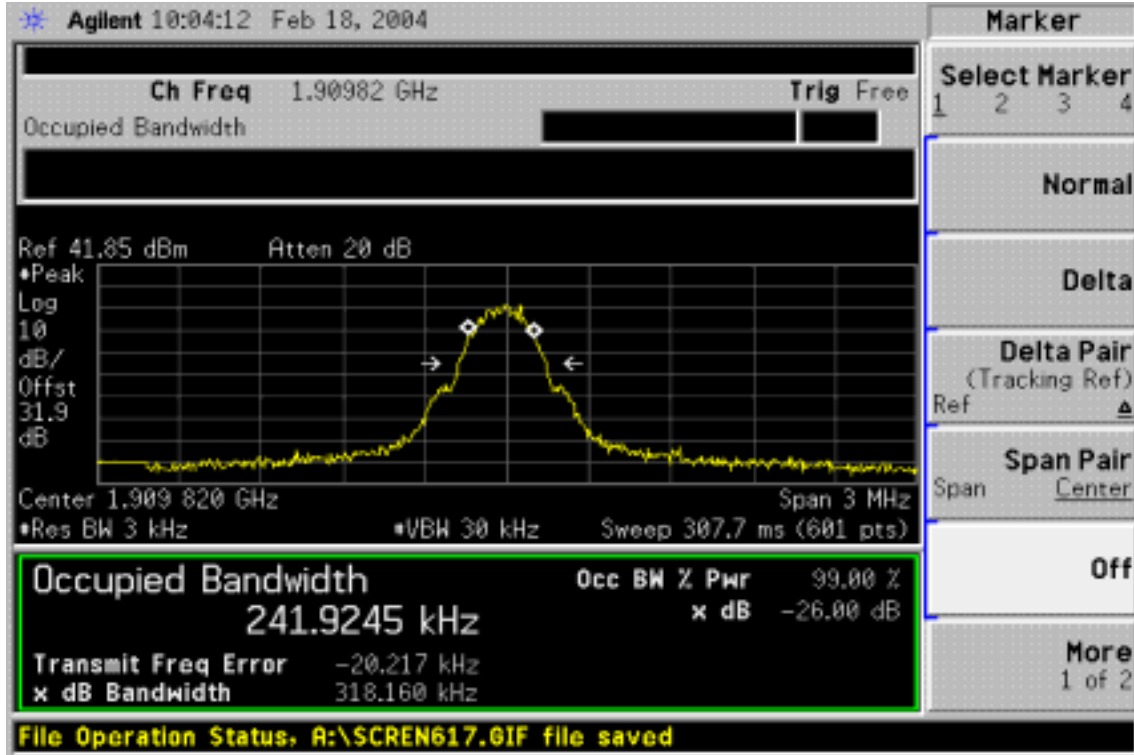 Agilent 10:04:12 Feb 18, 2004
Marker
Ch Freq 1.90982 GHz Trig Free
Occupied Bandwidth
Select Marker
1 2 3 4
Normal
Delta
Delta Pair
(Tracking Ref)
Ref Δ
Span Pair
Span Center
Off
More
1 of 2
Ref 41.85 dBm Atten 20 dB
•Peak
Log
10
dB/
Offst
31.9
dB
Center 1.909 820 GHz Span 3 MHz
•Res BW 3 kHz •VBW 30 kHz Sweep 307.7 ms (601 pts)
Occupied Bandwidth
241.9245 kHz
Occ BW % Pwr 99.00 %
x dB -26.00 dB
Transmit Freq Error -20.217 kHz
x dB Bandwidth 318.160 kHz
File Operation Status, A:\SCREN617.GIF file saved